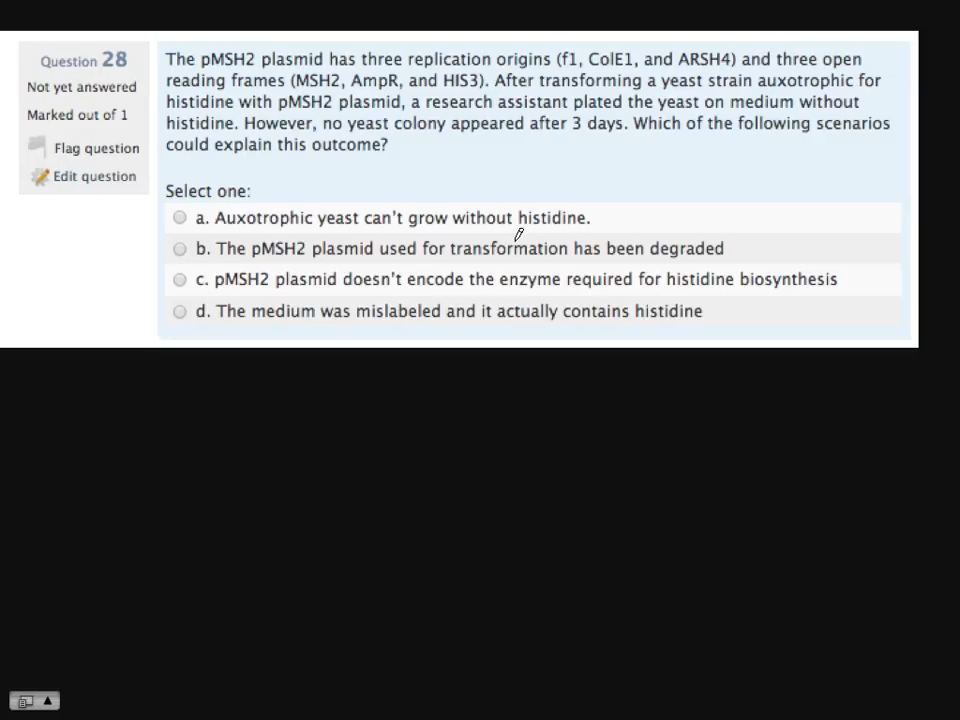 Question 28
Not yet answered
Marked out of 1
Flag question
Edit question
The pMSH2 plasmid has three replication origins (f1, ColE1, and ARSH4) and three open
reading frames (MSH2, AmpR, and HIS3). After transforming a yeast strain auxotrophic for
histidine with pMSH2 plasmid, a research assistant plated the yeast on medium without
histidine. However, no yeast colony appeared after 3 days. Which of the following scenarios
could explain this outcome?
Select one:
a. Auxotrophic yeast can't grow without histidine.
b. The pMSH2 plasmid used for transformation has been degraded
c. pMSH2 plasmid doesn't encode the enzyme required for histidine biosynthesis
d. The medium was mislabeled and it actually contains histidine